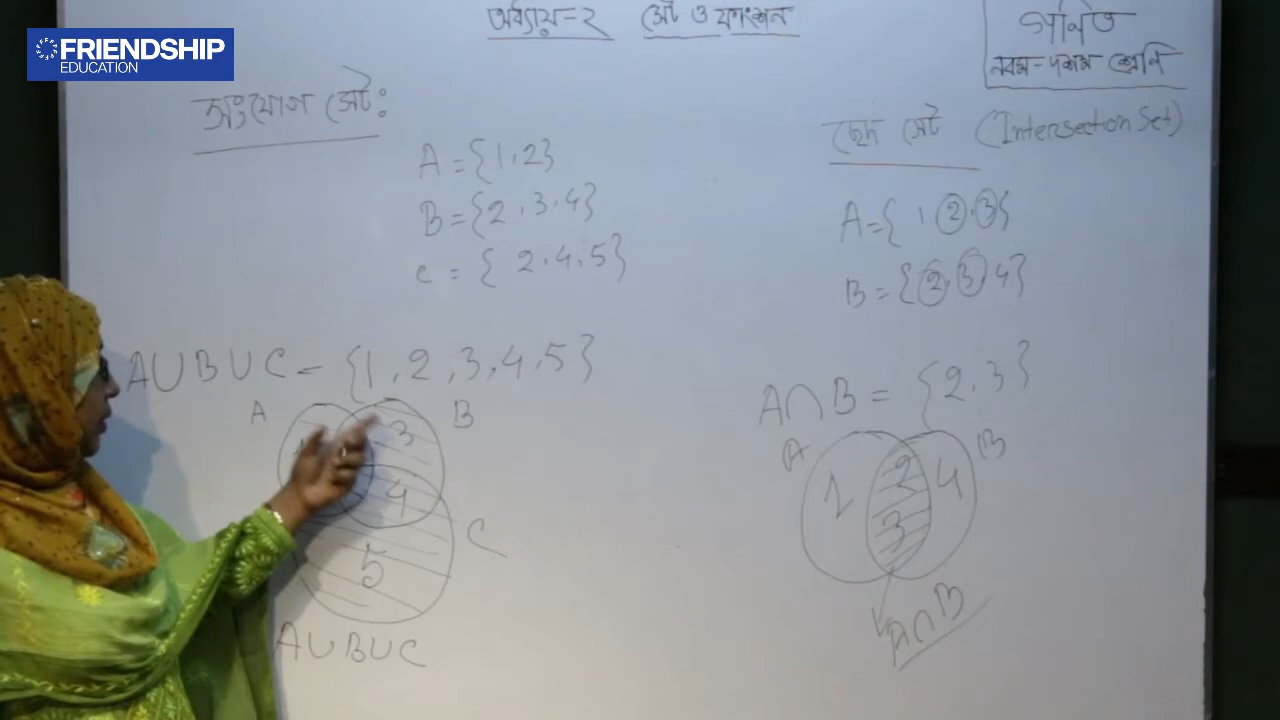 FRIENDSHIP
EDUCATION
অধ্যায়-২ সেট ও ফাংশন
গণিত
নবম-দশম শ্রেণি
সংযোগ সেট:
A = {1, 2}
B = {2, 3, 4}
C = { 2, 4, 5}
A∪B∪C = {1, 2, 3, 4, 5}
A
B
3
4
C
5
A∪B∪C
ছেদ সেট (Intersection Set)
A = { 1 2, 3}
B = {2, 3, 4}
A∩B = {2, 3}
A
B
1
2
4
3
A∩B